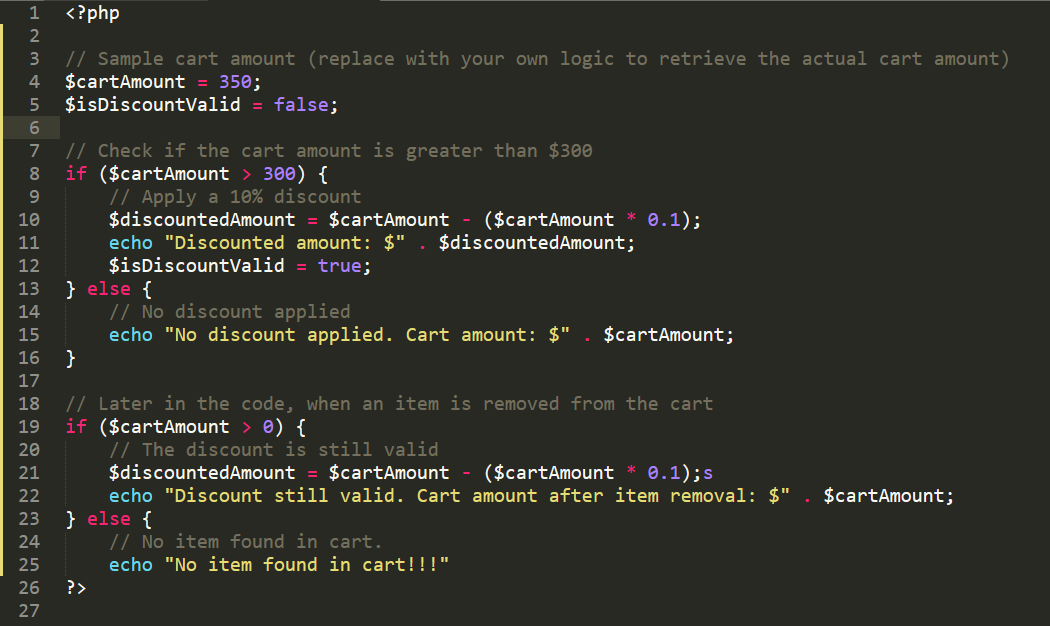 1 <?php
2
3 // Sample cart amount (replace with your own logic to retrieve the actual cart amount)
4 $cartAmount = 350;
5 $isDiscountValid = false;
6
7 // Check if the cart amount is greater than $300
8 if ($cartAmount > 300) {
9     // Apply a 10% discount
10     $discountedAmount = $cartAmount - ($cartAmount * 0.1);
11     echo "Discounted amount: $" . $discountedAmount;
12     $isDiscountValid = true;
13 } else {
14     // No discount applied
15     echo "No discount applied. Cart amount: $" . $cartAmount;
16 }
17
18 // Later in the code, when an item is removed from the cart
19 if ($cartAmount > 0) {
20     // The discount is still valid
21     $discountedAmount = $cartAmount - ($cartAmount * 0.1);s
22     echo "Discount still valid. Cart amount after item removal: $" . $cartAmount;
23 } else {
24     // No item found in cart.
25     echo "No item found in cart!!!"
26 ?>
27